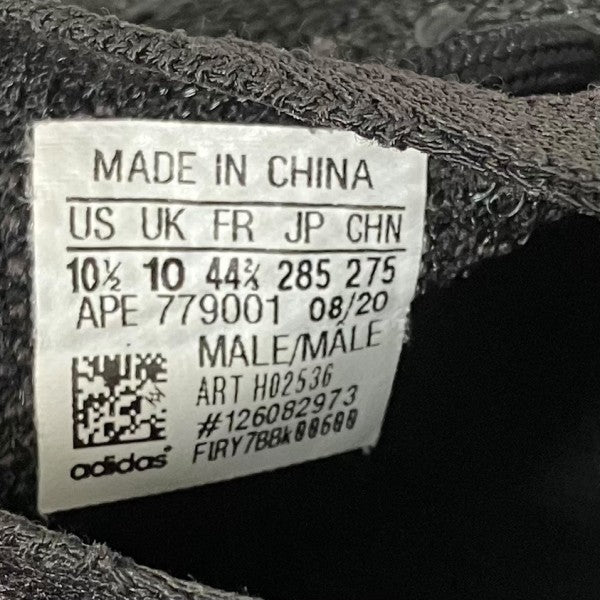 MADE IN CHINA
US UK FR JP CHN
10½ 10 44⅔ 285 275
APE 779001 08/20
MALE/MÂLE
ART H02536
#126082973
FIRY7BBk00600
adidas